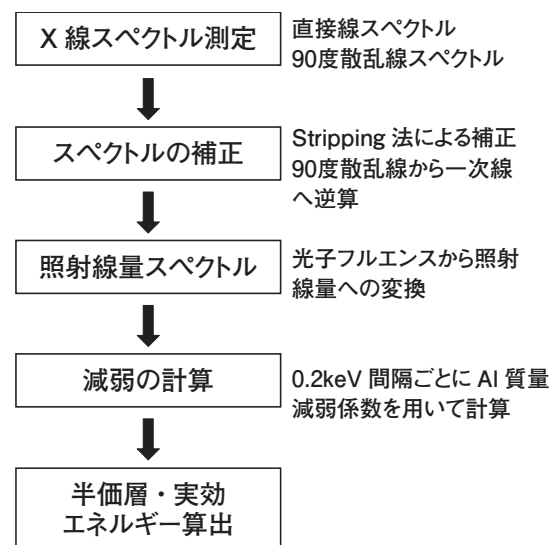 X 線スペクトル測定
直接線スペクトル
90度散乱線スペクトル
スペクトルの補正
Stripping 法による補正
90度散乱線から一次線
へ逆算
照射線量スペクトル
光子フルエンスから照射
線量への変換
減弱の計算
0.2keV 間隔ごとに Al 質量
減弱係数を用いて計算
半価層・実効
エネルギー算出